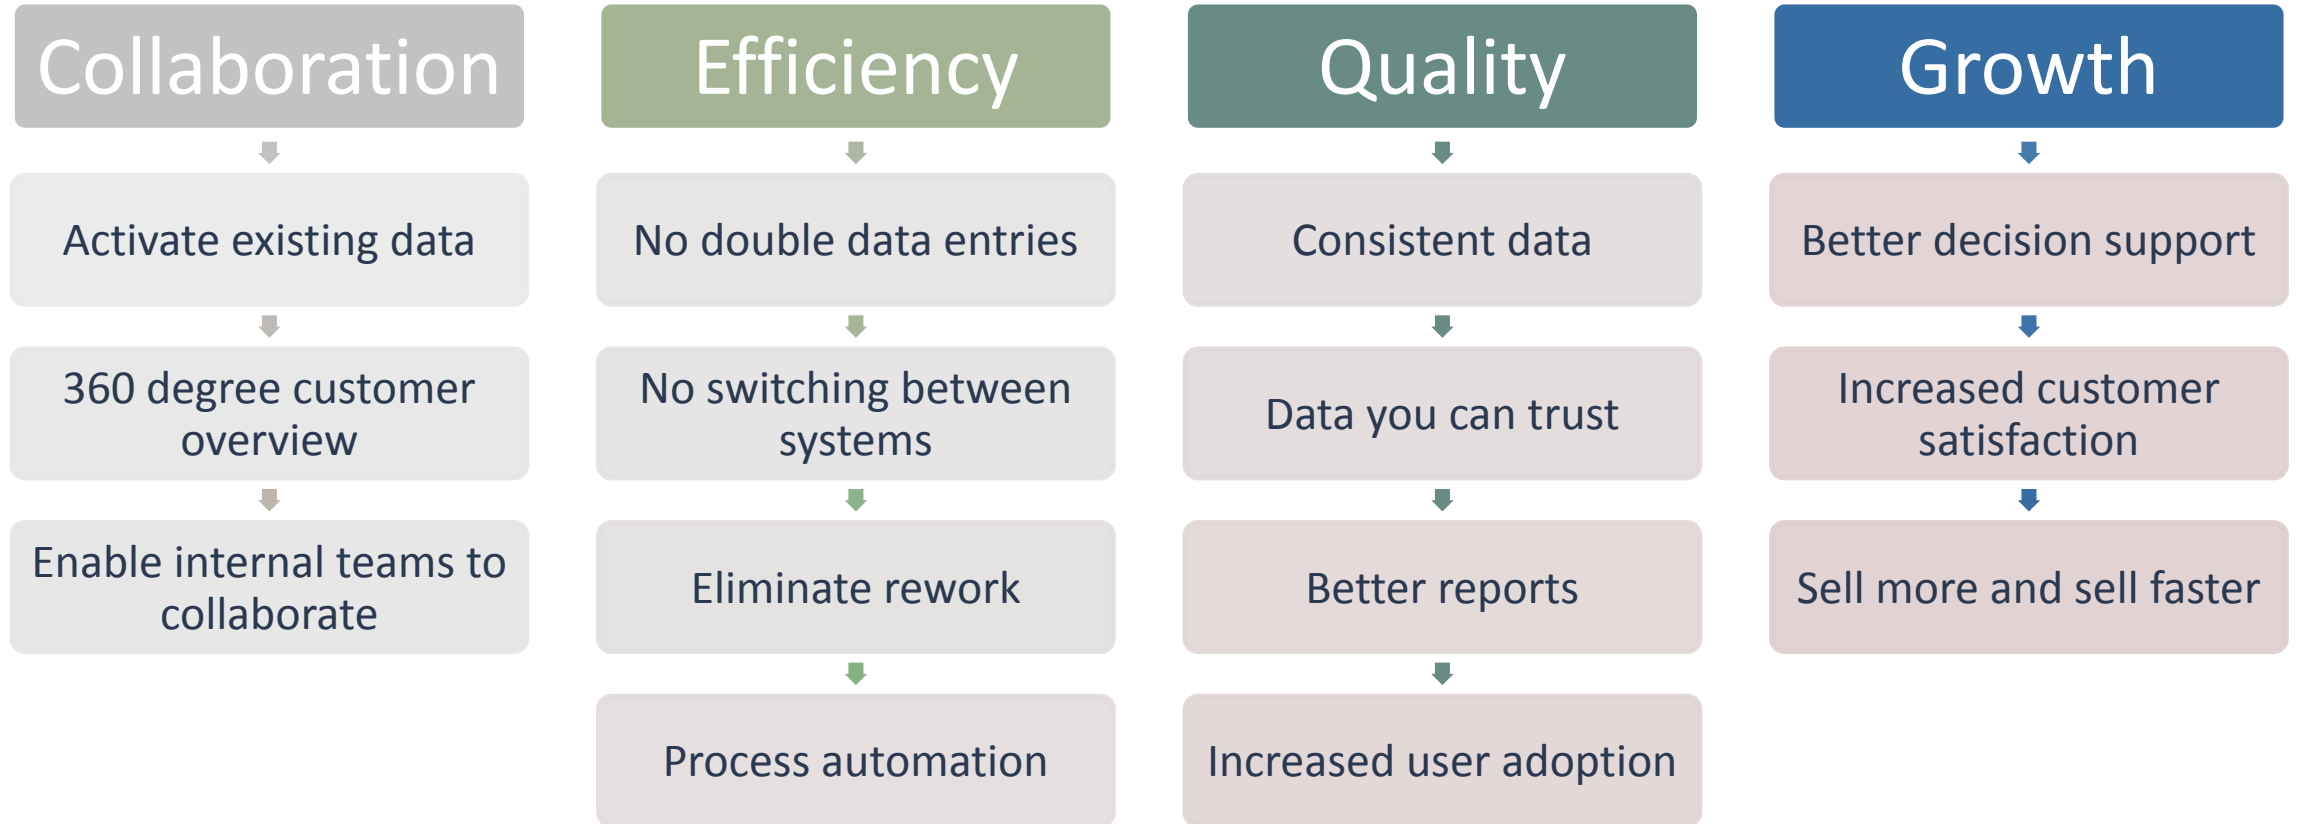 Collaboration
Activate existing data
360 degree customer
overview
Enable internal teams to
collaborate
Efficiency
No double data entries
No switching between
systems
Eliminate rework
Process automation
Quality
Consistent data
Data you can trust
Better reports
Increased user adoption
Growth
Better decision support
Increased customer
satisfaction
Sell more and sell faster